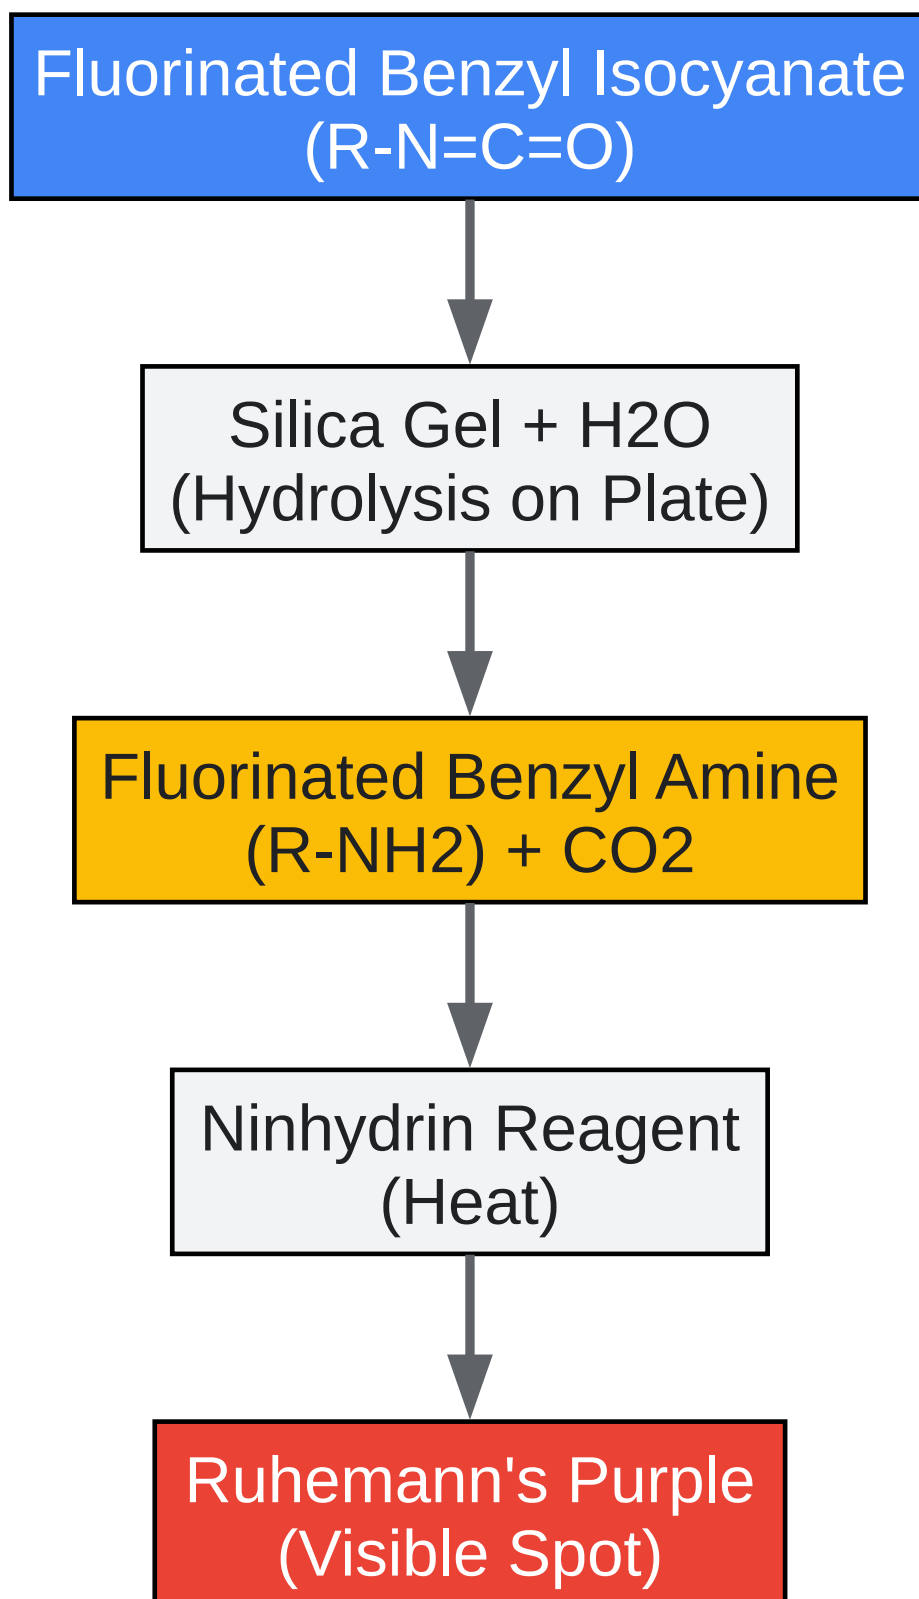 Fluorinated Benzyl Isocyanate
(R-N=C=O)
Silica Gel + H2O
(Hydrolysis on Plate)
Fluorinated Benzyl Amine
(R-NH2) + CO2
Ninhydrin Reagent
(Heat)
Ruhemann's Purple
(Visible Spot)